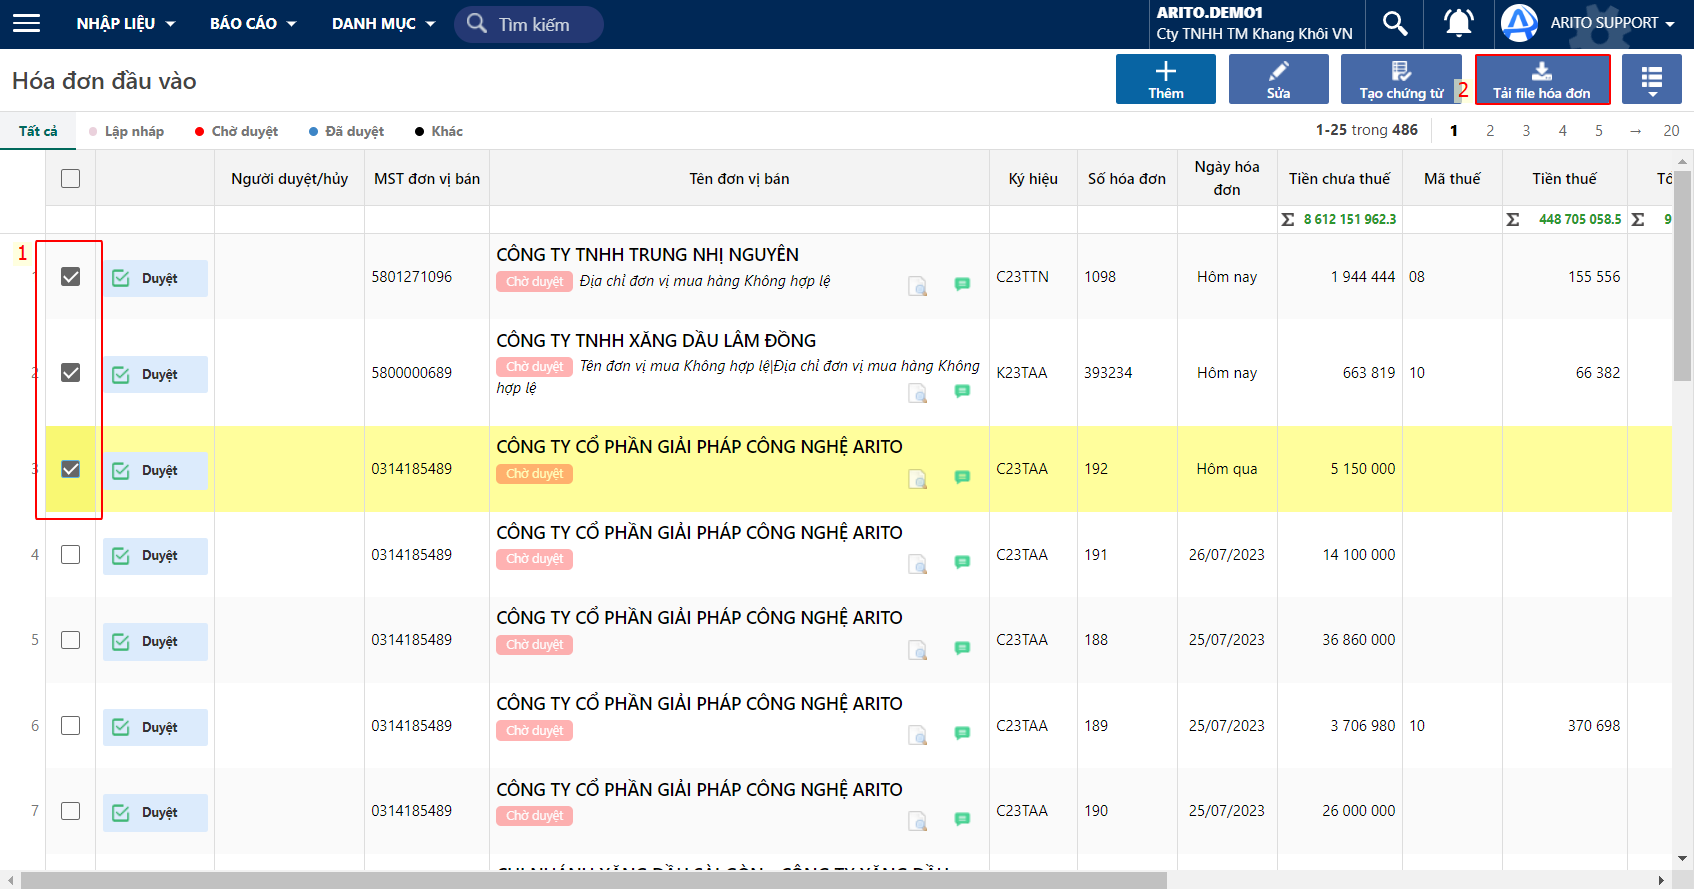 NHẬP LIỆU
BÁO CÁO
DANH MỤC
Tìm kiếm
ARITO.DEMO1
Cty TNHH TM Khang Khôi VN
ARITO SUPPORT
Hóa đơn đầu vào
Thêm
Sửa
Tạo chứng từ
2
Tải file hóa đơn
Tất cả
Lập nháp
Chờ duyệt
Đã duyệt
Khác
1-25 trong 486
1 2 3 4 5 → 20
Người duyệt/hủy MST đơn vị bán Tên đơn vị bán Ký hiệu Số hóa đơn Ngày hóa đơn Tiền chưa thuế Mã thuế Tiền thuế
Σ 8 612 151 962.3 Σ 448 705 058.5 Σ 9
1
CÔNG TY TNHH TRUNG NHỊ NGUYÊN
1 Duyệt 5801271096 Chờ duyệt Địa chỉ đơn vị mua hàng Không hợp lệ C23TTN 1098 Hôm nay 1 944 444 08 155 556
CÔNG TY TNHH XĂNG DẦU LÂM ĐỒNG
2 Duyệt 5800000689 Chờ duyệt Tên đơn vị mua Không hợp lệ|Địa chỉ đơn vị mua hàng Không K23TAA 393234 Hôm nay 663 819 10 66 382
hợp lệ
CÔNG TY CỔ PHẦN GIẢI PHÁP CÔNG NGHỆ ARITO
3 Duyệt 0314185489 Chờ duyệt C23TAA 192 Hôm qua 5 150 000
CÔNG TY CỔ PHẦN GIẢI PHÁP CÔNG NGHỆ ARITO
4 Duyệt 0314185489 Chờ duyệt C23TAA 191 26/07/2023 14 100 000
CÔNG TY CỔ PHẦN GIẢI PHÁP CÔNG NGHỆ ARITO
5 Duyệt 0314185489 Chờ duyệt C23TAA 188 25/07/2023 36 860 000
CÔNG TY CỔ PHẦN GIẢI PHÁP CÔNG NGHỆ ARITO
6 Duyệt 0314185489 Chờ duyệt C23TAA 189 25/07/2023 3 706 980 10 370 698
CÔNG TY CỔ PHẦN GIẢI PHÁP CÔNG NGHỆ ARITO
7 Duyệt 0314185489 Chờ duyệt C23TAA 190 25/07/2023 26 000 000